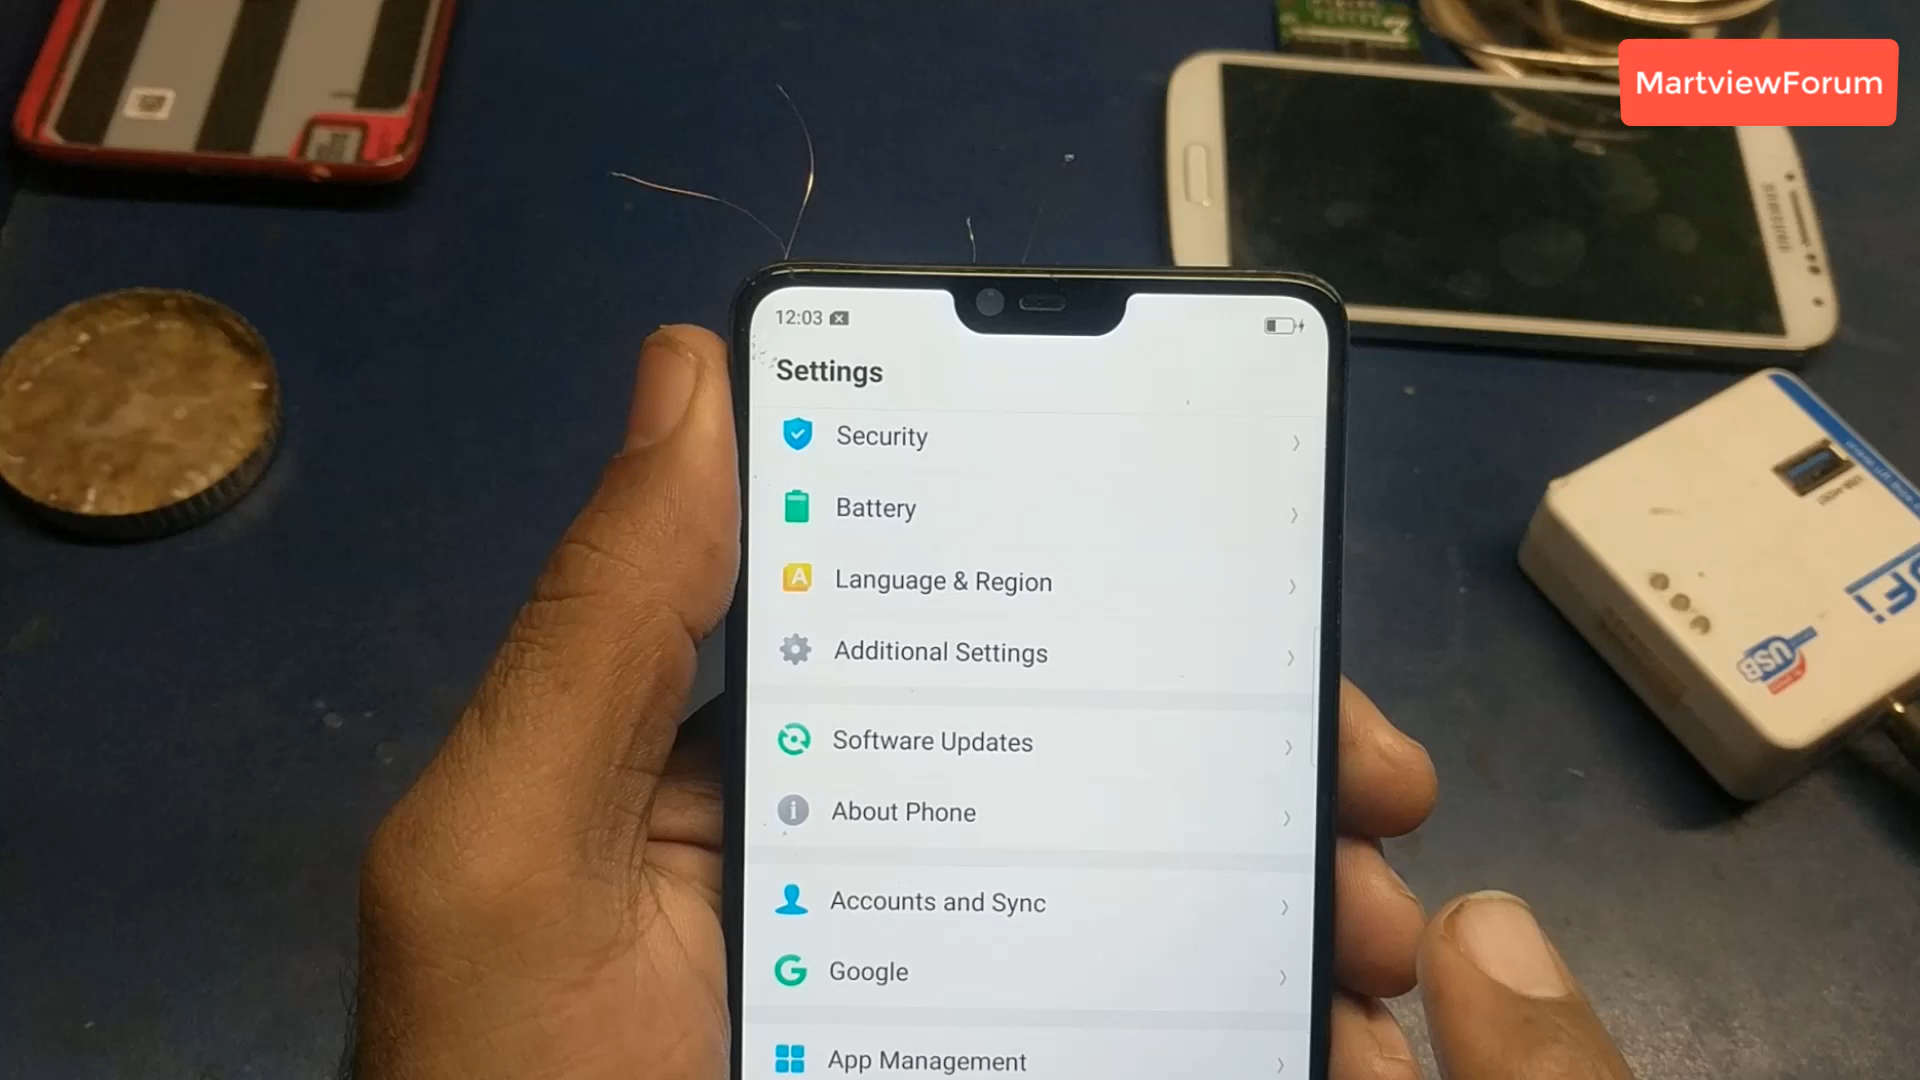 MartviewForum
SAMSUNG
12:03
Settings
Security
Battery
Language & Region
Additional Settings
Software Updates
About Phone
Accounts and Sync
Google
App Management
USB